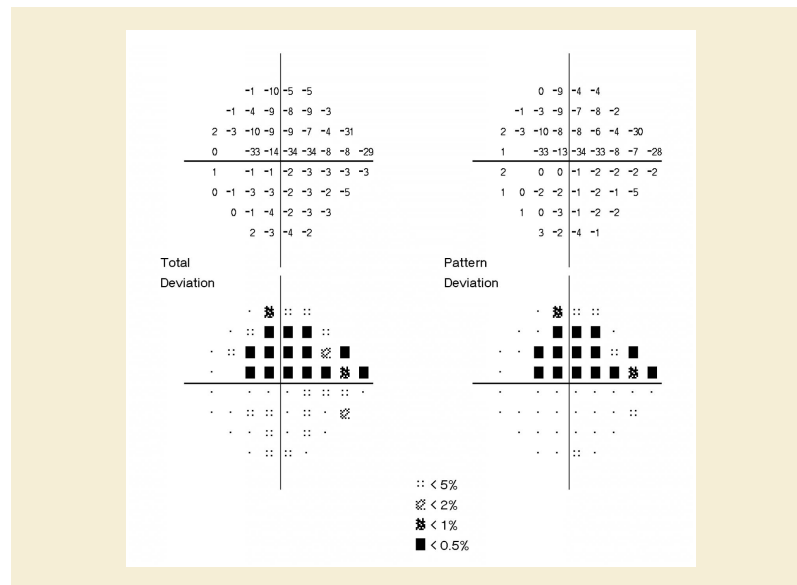 -1 -10 -5 -5 0 -9 -4 -4
-1 -4 -9 -8 -9 -3 -1 -3 -9 -7 -8 -2
2 -3 -10 -9 -9 -7 -4 -31 2 -3 -10 -8 -8 -6 -4 -30
0 -33 -14 -34 -34 -8 -8 -29 1 -33 -13 -34 -33 -8 -7 -28
1 -1 -1 -2 -3 -3 -3 -3 2 0 0 -1 -2 -2 -2 -2
0 -1 -3 -3 -2 -3 -2 -5 1 0 -2 -2 -1 -2 -1 -5
0 -1 -4 -2 -3 -3 1 0 -3 -1 -2 -2
2 -3 -4 -2 3 -2 -4 -1
Total Pattern
Deviation Deviation
< 5%
< 2%
< 1%
< 0.5%